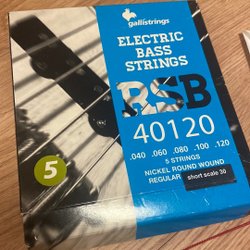 gallistrings
ELECTRIC
BASS
STRINGS
RSB
40120
.040 .060 .080 .100 .120
5 STRINGS
NICKEL ROUND WOUND
REGULAR short scale 30
5